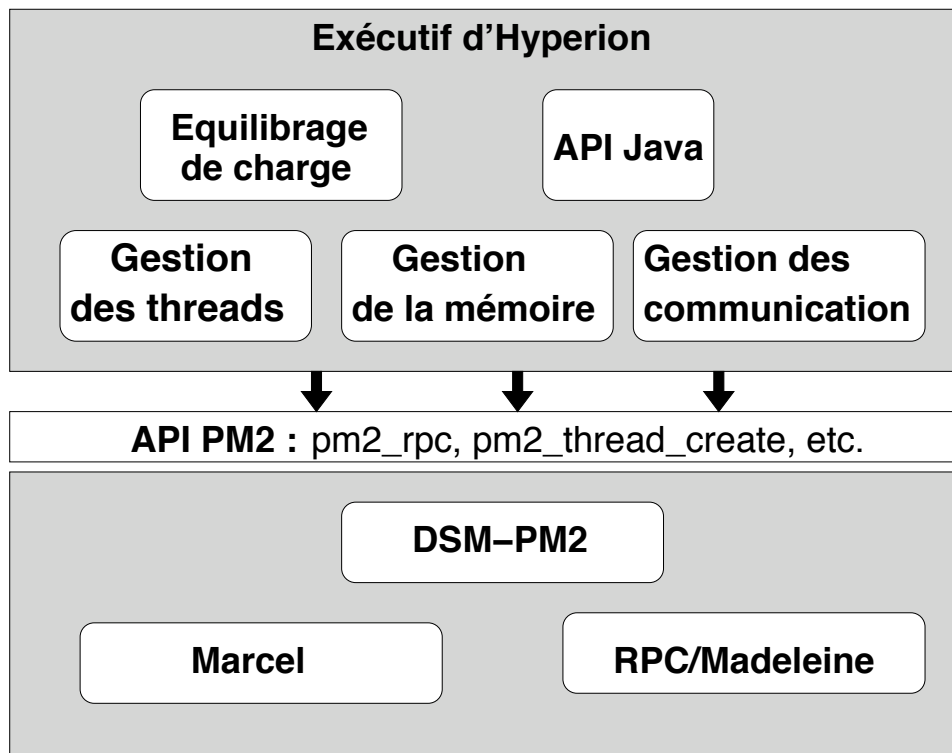 Exécutif d'Hyperion
Equilibrage
de charge
API Java
Gestion
des threads
Gestion
de la mémoire
Gestion des
communication
API PM2 : pm2_rpc, pm2_thread_create, etc.
DSM−PM2
Marcel
RPC/Madeleine